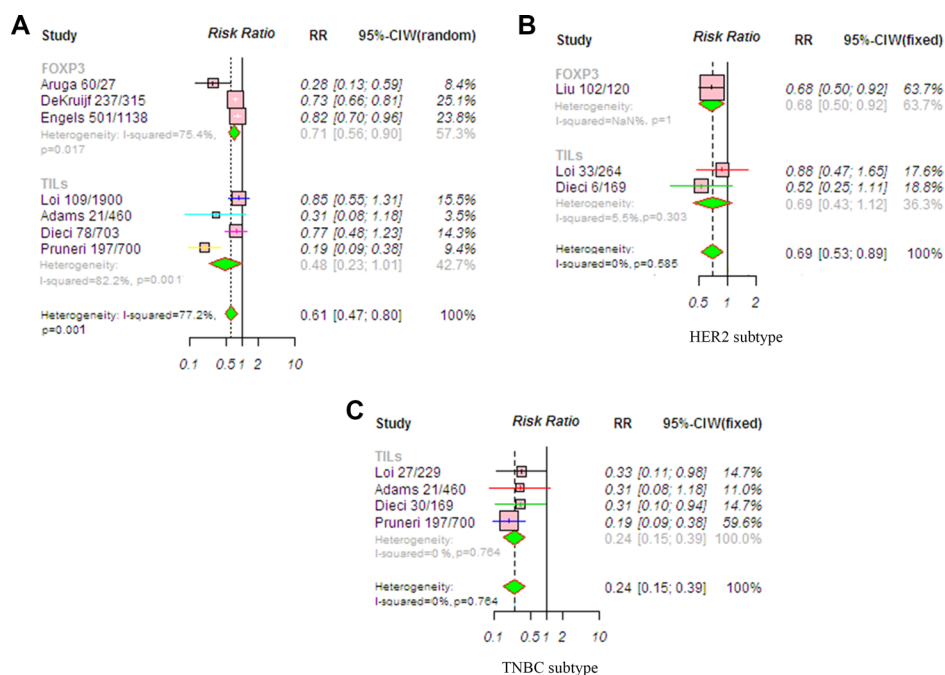 A
Study Risk Ratio RR 95%-CIW(random)
FOXP3
Aruga 60/27 0.28 [0.13; 0.59] 8.4%
DeKruijf 237/315 0.73 [0.66; 0.81] 25.1%
Engels 501/1138 0.82 [0.70; 0.96] 23.8%
Heterogeneity: I-squared=75.4%, 0.71 [0.56; 0.90] 57.3%
p=0.017
TILs
Loi 109/1900 0.85 [0.55; 1.31] 15.5%
Adams 21/460 0.31 [0.08; 1.18] 3.5%
Dieci 78/703 0.77 [0.48; 1.23] 14.3%
Pruneri 197/700 0.19 [0.09; 0.38] 9.4%
Heterogeneity: 0.48 [0.23; 1.01] 42.7%
I-squared=82.2%, p=0.001
Heterogeneity: I-squared=77.2%, 0.61 [0.47; 0.80] 100%
p=0.001
0.1 0.5 1 2 10
B
Study Risk Ratio RR 95%-CIW(fixed)
FOXP3
Liu 102/120 0.68 [0.50; 0.92] 63.7%
Heterogeneity: 0.68 [0.50; 0.92] 63.7%
I-squared=NaN%, p=1
TILs
Loi 33/264 0.88 [0.47; 1.65] 17.6%
Dieci 6/169 0.52 [0.25; 1.11] 18.8%
Heterogeneity: 0.69 [0.43; 1.12] 36.3%
I-squared=5.5%,p=0.303
Heterogeneity: 0.69 [0.53; 0.89] 100%
I-squared=0%, p=0.585
0.5 1 2
HER2 subtype
C
Study Risk Ratio RR 95%-CIW(fixed)
TILs
Loi 27/229 0.33 [0.11; 0.98] 14.7%
Adams 21/460 0.31 [0.08; 1.18] 11.0%
Dieci 30/169 0.31 [0.10; 0.94] 14.7%
Pruneri 197/700 0.19 [0.09; 0.38] 59.6%
Heterogeneity: 0.24 [0.15; 0.39] 100.0%
I-squared=0 %, p=0.764
Heterogeneity: 0.24 [0.15; 0.39] 100%
I-squared=0%, p=0.764
0.1 0.5 1 2 10
TNBC subtype